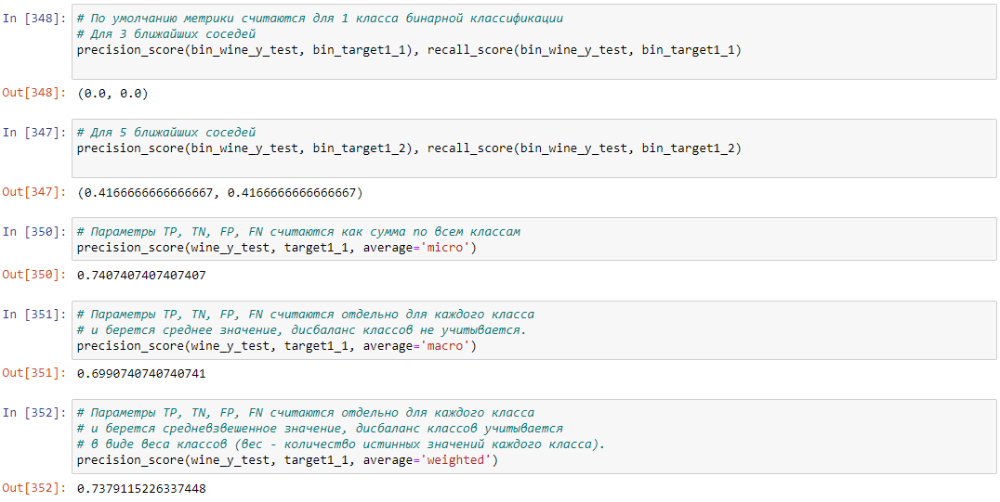 In [348]: # По умолчанию метрики считаются для 1 класса бинарной классификации
# Для 3 ближайших соседей
precision_score(bin_wine_y_test, bin_target1_1), recall_score(bin_wine_y_test, bin_target1_1)
Out[348]: (0.0, 0.0)
In [347]: # Для 5 ближайших соседей
precision_score(bin_wine_y_test, bin_target1_2), recall_score(bin_wine_y_test, bin_target1_2)
Out[347]: (0.4166666666666667, 0.4166666666666667)
In [350]: # Параметры TP, TN, FP, FN считаются как сумма по всем классам
precision_score(wine_y_test, target1_1, average='micro')
Out[350]: 0.7407407407407407
In [351]: # Параметры TP, TN, FP, FN считаются отдельно для каждого класса
# и берется среднее значение, дисбаланс классов не учитывается.
precision_score(wine_y_test, target1_1, average='macro')
Out[351]: 0.6990740740740741
In [352]: # Параметры TP, TN, FP, FN считаются отдельно для каждого класса
# и берется средневзвешенное значение, дисбаланс классов учитывается
# в виде веса классов (вес - количество истинных значений каждого класса).
precision_score(wine_y_test, target1_1, average='weighted')
Out[352]: 0.7379115226337448